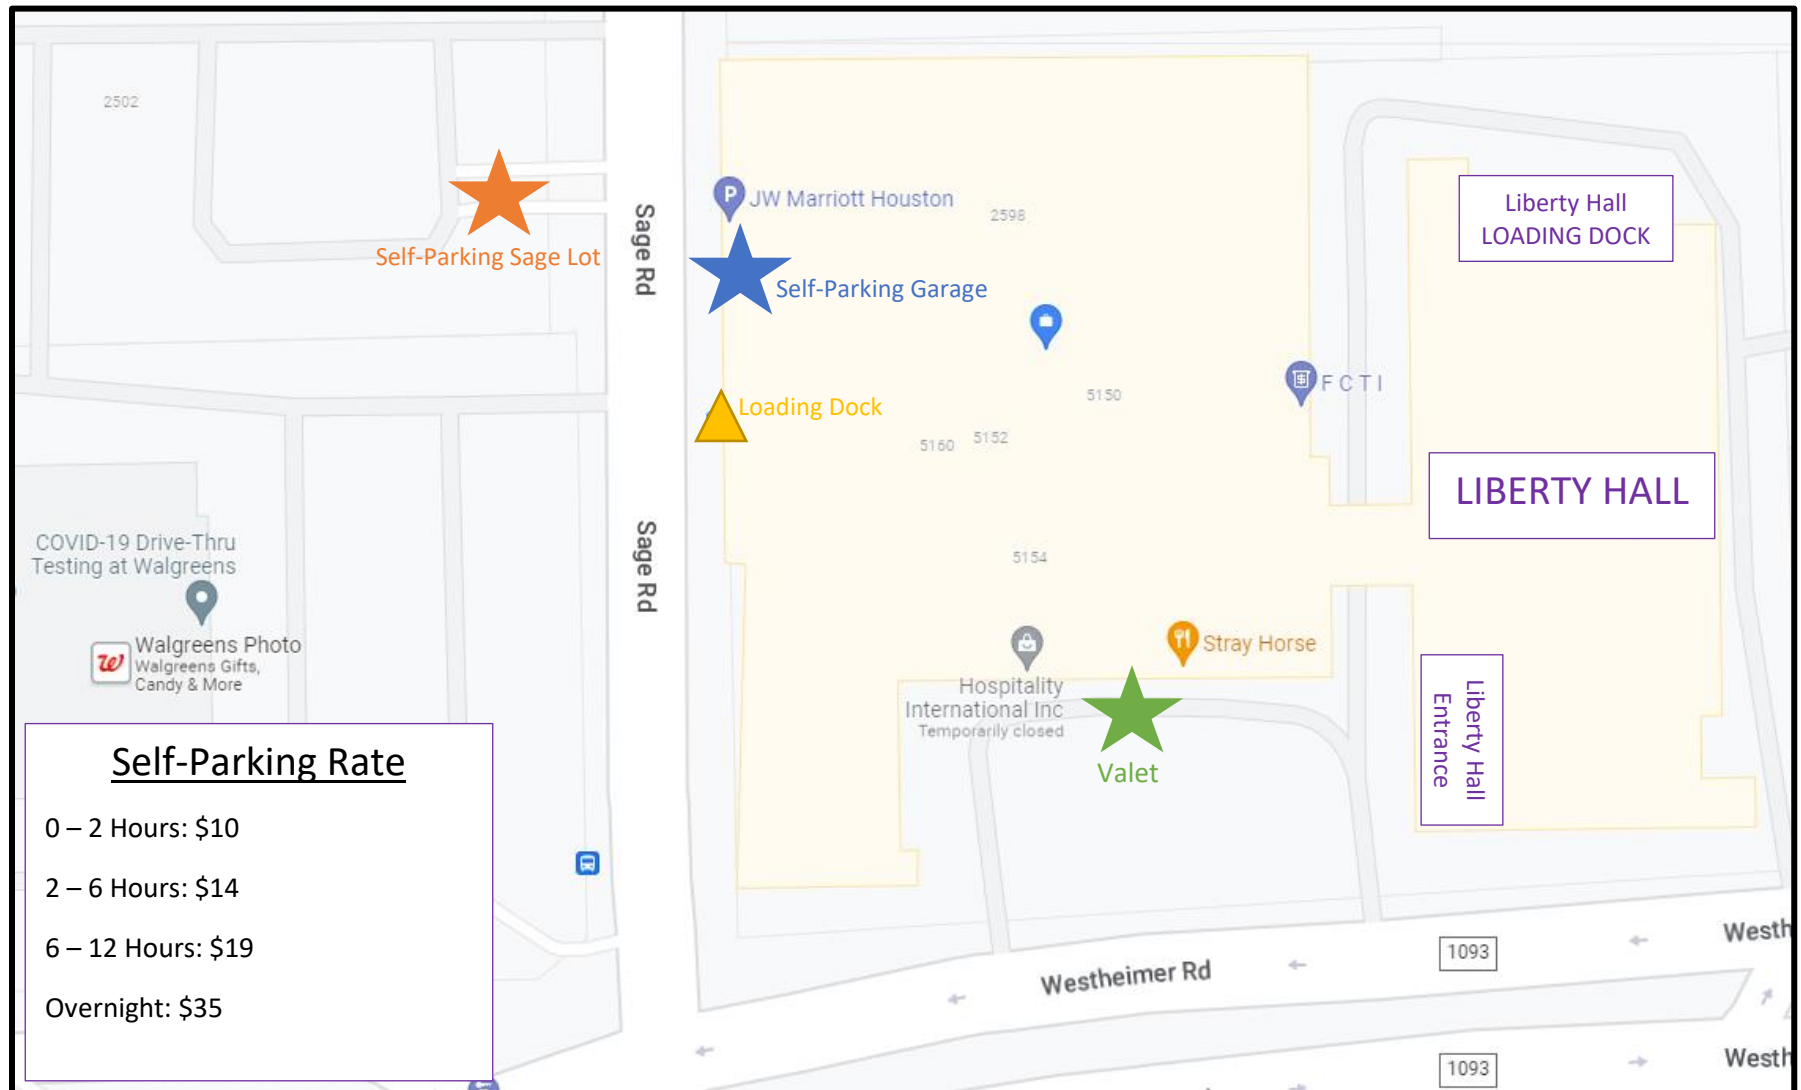 2502
P
JW Marriott Houston
2598
Liberty Hall
LOADING DOCK
Self-Parking Sage Lot
Sage Rd
Self-Parking Garage
5150
FCTI
Loading Dock
5160
5152
LIBERTY HALL
COVID-19 Drive-Thru
Testing at Walgreens
Sage Rd
5154
Walgreens Photo
Walgreens Gifts,
Candy & More
Stray Horse
Hospitality
International Inc
Temporarily closed
Valet
Liberty Hall
Entrance
Self-Parking Rate
0 – 2 Hours: $10
2 – 6 Hours: $14
6 – 12 Hours: $19
Overnight: $35
Westheimer Rd
1093
Westh
1093
Westh